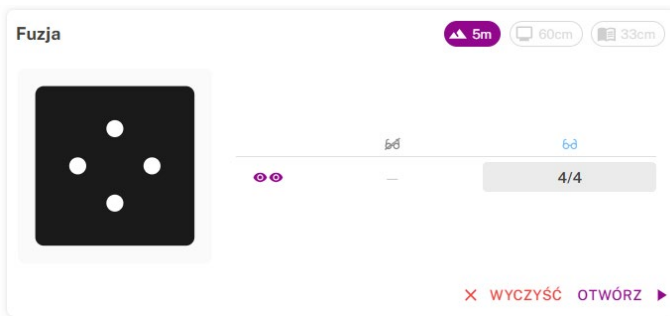 Fuzja
5m
60cm
33cm
—
4/4
WYCZYŚĆ
OTWÓRZ